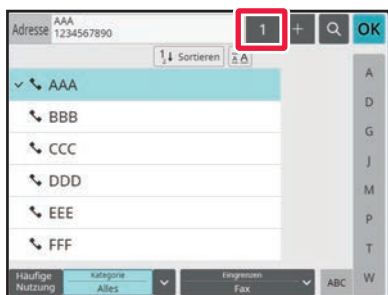 Adresse AAA
1234567890
1 + OK
1↓ Sortieren A A
✓ AAA
BBB
CCC
DDD
EEE
FFF
A
D
G
J
M
P
T
W
Häufige
Nutzung
Kategorie
Alles
Eingrenzen
Fax
ABC